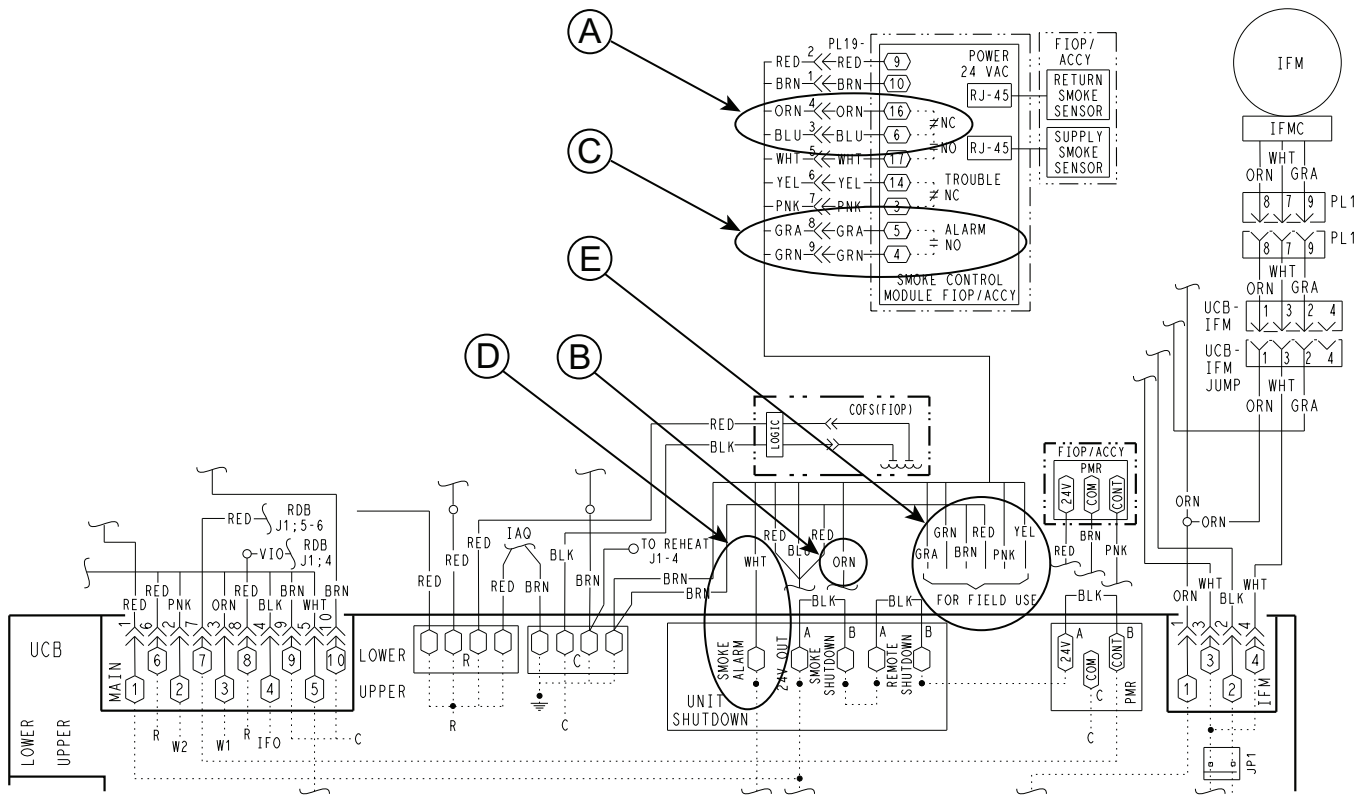 A
C
E
D
B
PL19-
RED 2 RED 9
BRN 1 BRN 10
ORN 4 ORN 16
BLU 3 BLU 6
WHT 5 WHT 17
YEL 6 YEL 14
PNK 7 PNK 3
GRA 8 GRA 5
GRN 9 GRN 4
NC
NO
TROUBLE
NC
ALARM
NO
POWER
24 VAC
RJ-45
RJ-45
SMOKE CONTROL
MODULE FIOP/ACCY
FIOP/
ACCY
RETURN
SMOKE
SENSOR
SUPPLY
SMOKE
SENSOR
IFM
IFMC
ORN WHT GRA
8 7 9 PL1
8 7 9 PL1
ORN WHT GRA
UCB-
IFM
1 3 2 4
UCB-
IFM
JUMP
1 3 2 4
ORN WHT GRA
COFS(FIOP)
LOGIC
RED
BLK
FIOP/ACCY
PMR
24V COM CONT
RED BRN PNK
ORN
ORN
RED RDB
J1;5-6
VIO RDB
J1;4
RED PNK ORN BLK BRN WHT BRN
RED RED
1 6 2 7 3 8 4 9 5 10
RED RED RED
IAQ
RED BRN
BLK BRN
TO REHEAT
J1-4
BRN
BRN
WHT
RED BLU RED ORN
GRA GRN BRN RED PNK YEL
FOR FIELD USE
BLK BLK BLK
ORN WHT BLK WHT
1 3 2 4
UCB
LOWER
UPPER
MAIN
6 7 8 9 10
1 2 3 4 5
R W2 W1 R IFO C
LOWER
UPPER
R
R
C
C
SMOKE
ALARM
24V OUT
A B A B
SMOKE
SHUTDOWN
REMOTE
SHUTDOWN
UNIT
SHUTDOWN
A B
24V COM CONT
C
PMR
C
3 4
1 2
IFM
JP1